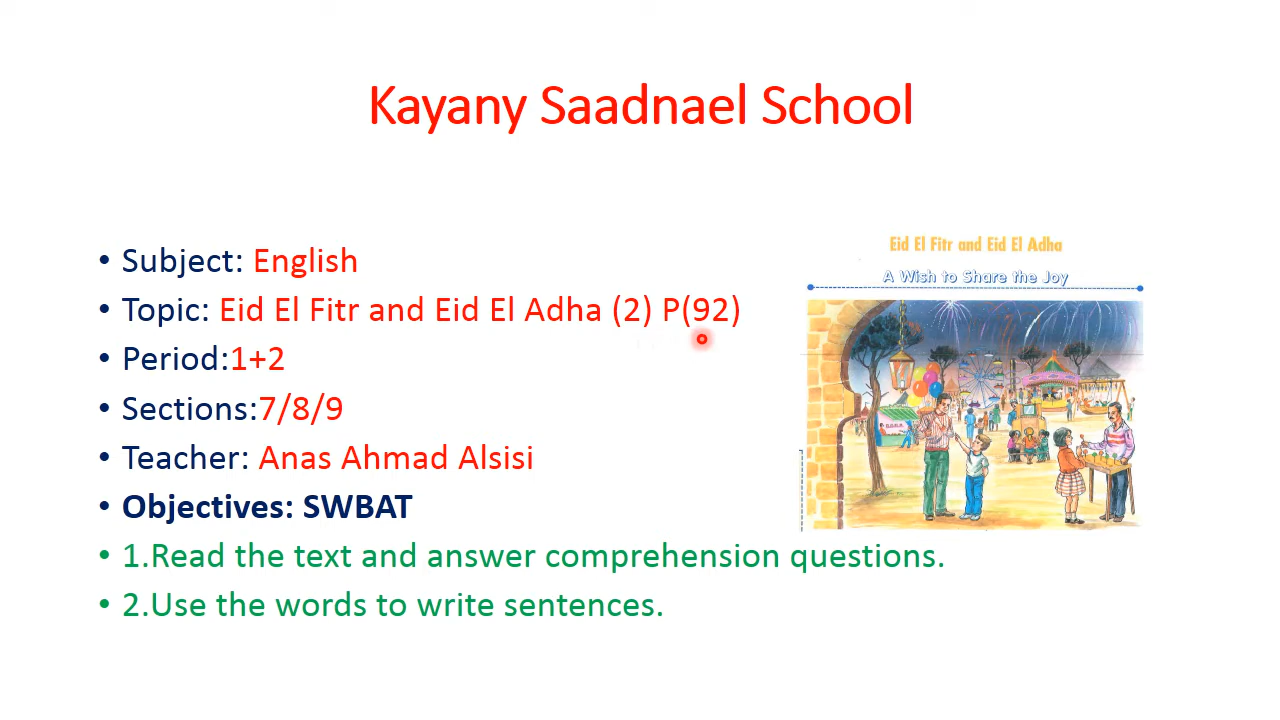 Kayany Saadnael School
• Subject: English
• Topic: Eid El Fitr and Eid El Adha (2) P(92)
• Period:1+2
• Sections:7/8/9
• Teacher: Anas Ahmad Alsisi
• Objectives: SWBAT
• 1.Read the text and answer comprehension questions.
• 2.Use the words to write sentences.
Eid El Fitr and Eid El Adha
A Wish to Share the Joy